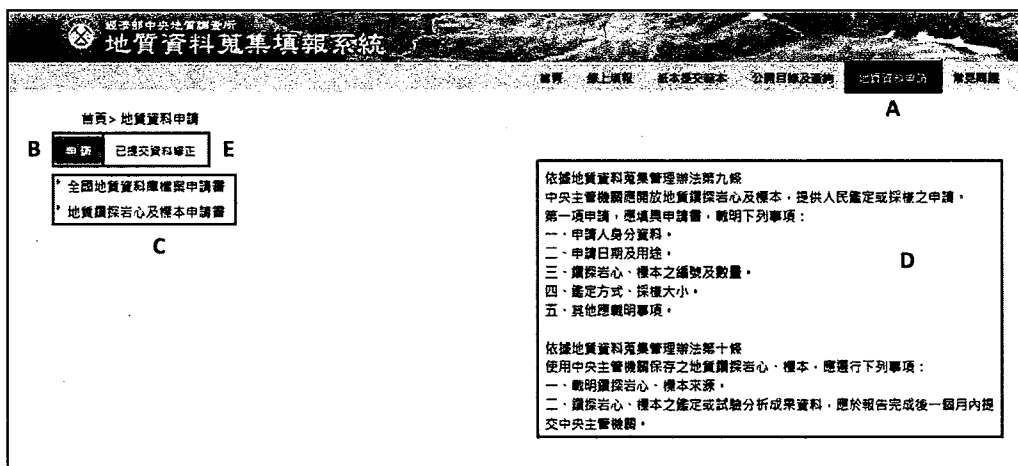 經濟部中央地質調查所
地質資料蒐集填報系統
首頁 線上填報 紙本提交範本 公開目錄及查詢 地質資料申請 常見問題
A
首頁> 地質資料申請
B 申請 已提交資料修正 E
全國地質資料庫檔案申請書
地質鑽探岩心及標本申請書
C
依據地質資料蒐集管理辦法第九條
中央主管機關應開放地質鑽探岩心及標本，提供人民鑑定或採樣之申請。
第一項申請，應填具申請書，載明下列事項：
一、申請人身分資料。
二、申請日期及用途。
三、鑽探岩心、標本之編號及數量。
四、鑑定方式、採樣大小。
五、其他應載明事項。
D
依據地質資料蒐集管理辦法第十條
使用中央主管機關保存之地質鑽探岩心、標本，應遵行下列事項：
一、載明鑽探岩心、標本來源。
二、鑽探岩心、標本之鑑定或試驗分析成果資料，應於報告完成後一個月內提
交中央主管機關。